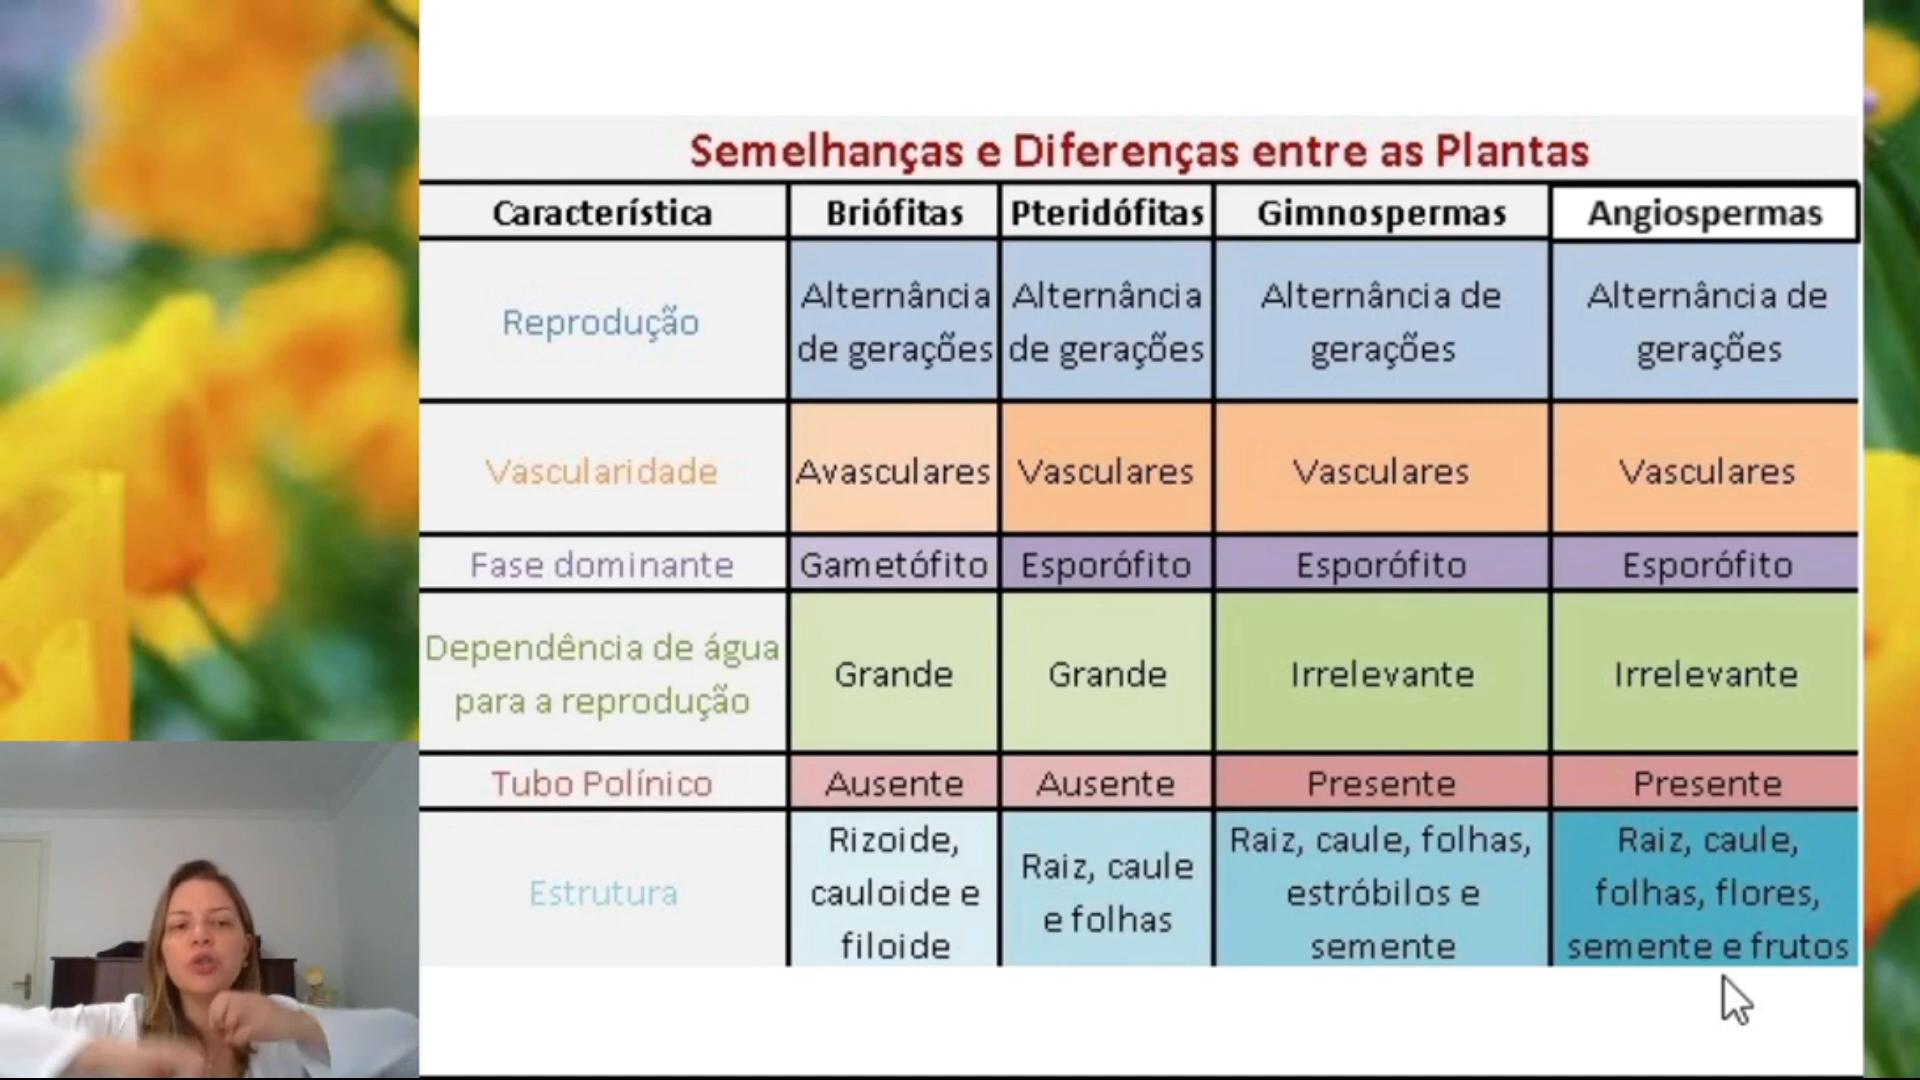 Semelhanças e Diferenças entre as Plantas
Característica Briófitas Pteridófitas Gimnospermas Angiospermas
Reprodução
Alternância
de gerações
Alternância
de gerações
Alternância de
gerações
Alternância de
gerações
Vascularidade Avasculares Vasculares Vasculares Vasculares
Fase dominante Gametófito Esporófito Esporófito Esporófito
Dependência de água
para a reprodução
Grande Grande Irrelevante Irrelevante
Tubo Polínico Ausente Ausente Presente Presente
Estrutura
Rizoide,
cauloide e
filoide
Raiz, caule
e folhas
Raiz, caule, folhas,
estróbilos e
semente
Raiz, caule,
folhas, flores,
semente e frutos